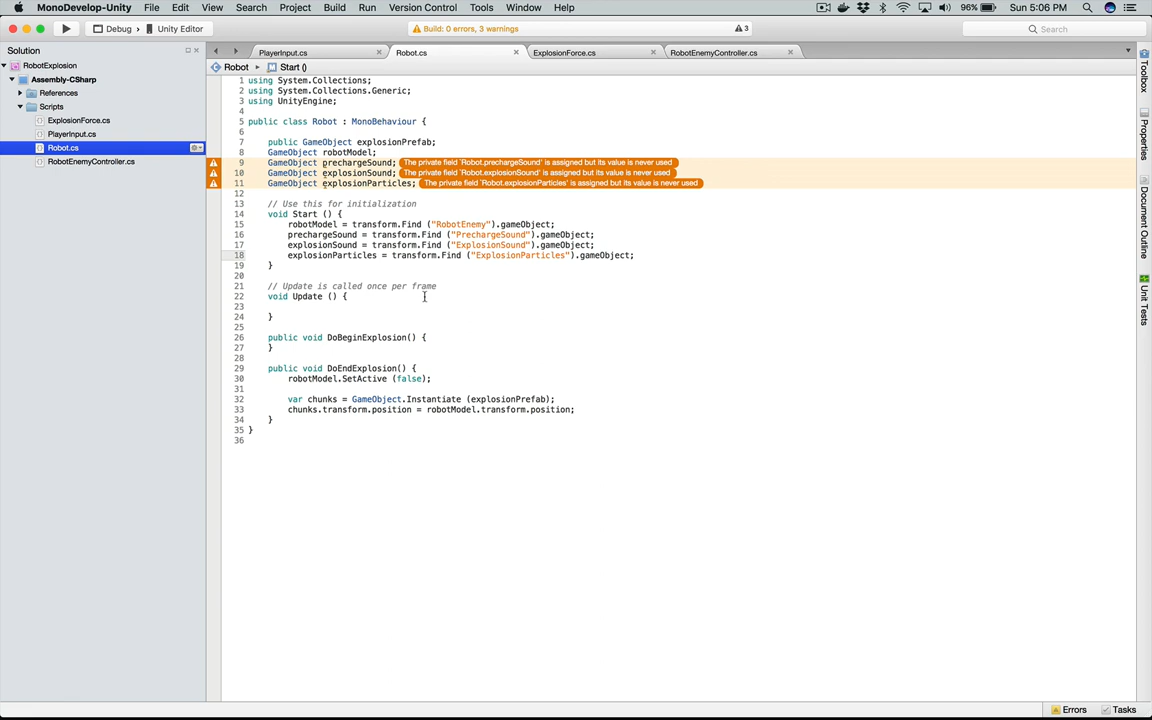 MonoDevelop-Unity File Edit View Search Project Build Run Version Control Tools Window Help 96% Sun 5:06 PM
Debug Unity Editor Build: 0 errors, 3 warnings 3 Search
Solution
RobotExplosion
Assembly-CSharp
References
Scripts
ExplosionForce.cs
PlayerInput.cs
Robot.cs
RobotEnemyController.cs
PlayerInput.cs Robot.cs ExplosionForce.cs RobotEnemyController.cs
Robot Start ()
1 using System.Collections;
2 using System.Collections.Generic;
3 using UnityEngine;
4
5 public class Robot : MonoBehaviour {
6
7 public GameObject explosionPrefab;
8 GameObject robotModel;
9 GameObject prechargeSound; The private field `Robot.prechargeSound' is assigned but its value is never used
10 GameObject explosionSound; The private field `Robot.explosionSound' is assigned but its value is never used
11 GameObject explosionParticles; The private field `Robot.explosionParticles' is assigned but its value is never used
12
13 // Use this for initialization
14 void Start () {
15 robotModel = transform.Find ("RobotEnemy").gameObject;
16 prechargeSound = transform.Find ("PrechargeSound").gameObject;
17 explosionSound = transform.Find ("ExplosionSound").gameObject;
18 explosionParticles = transform.Find ("ExplosionParticles").gameObject;
19 }
20
21 // Update is called once per frame
22 void Update () {
23
24 }
25
26 public void DoBeginExplosion() {
27 }
28
29 public void DoEndExplosion() {
30 robotModel.SetActive (false);
31
32 var chunks = GameObject.Instantiate (explosionPrefab);
33 chunks.transform.position = robotModel.transform.position;
34 }
35 }
36
Toolbox
Properties
Document Outline
Unit Tests
Errors Tasks